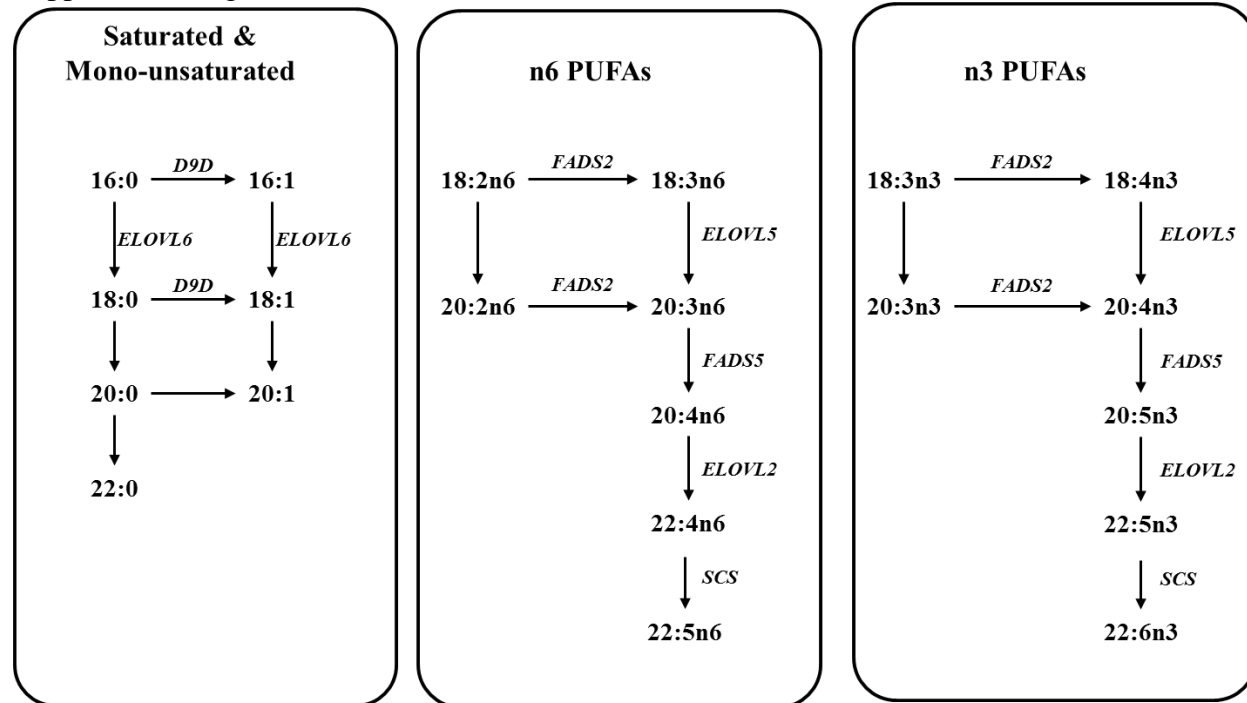 Saturated &
Mono-unsaturated
D9D
16:0 16:1
ELOVL6 ELOVL6
D9D
18:0 18:1
20:0 20:1
22:0
n6 PUFAs
FADS2
18:2n6 18:3n6
ELOVL5
FADS2
20:2n6 20:3n6
FADS5
20:4n6
ELOVL2
22:4n6
SCS
22:5n6
n3 PUFAs
FADS2
18:3n3 18:4n3
ELOVL5
FADS2
20:3n3 20:4n3
FADS5
20:5n3
ELOVL2
22:5n3
SCS
22:6n3